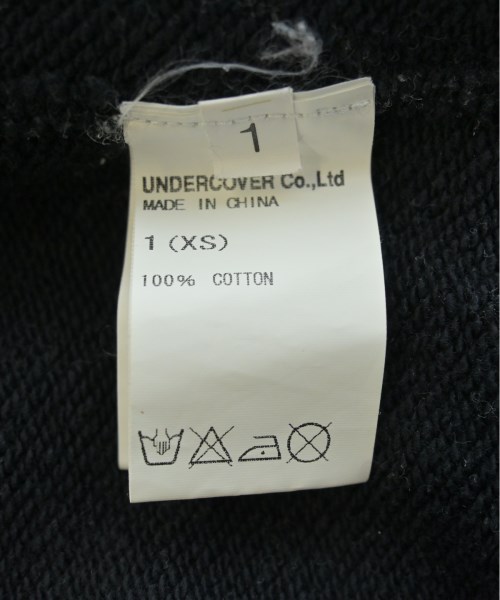 1
UNDERCOVER Co.,Ltd
MADE IN CHINA
1 (XS)
100% COTTON